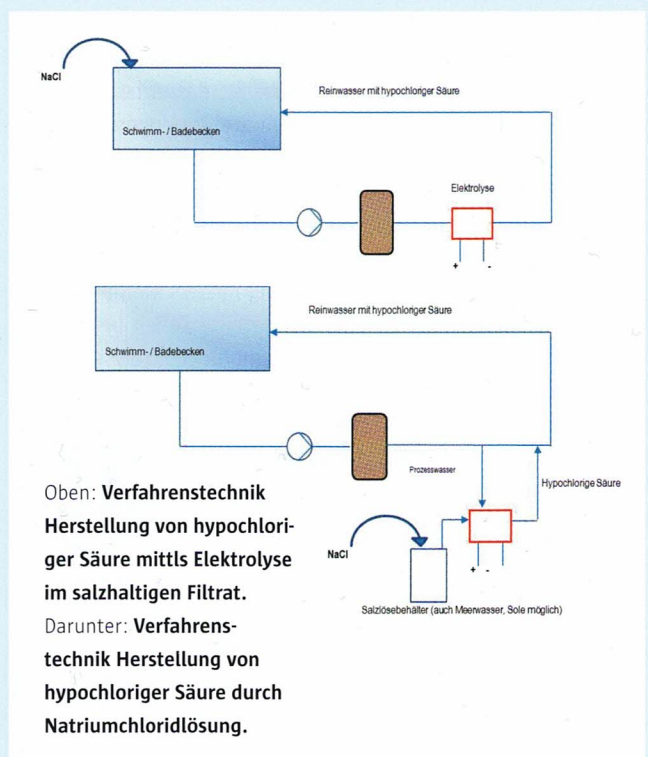 NaCl
Reinwasser mit hypochloriger Säure
Schwimm- / Badebecken
Elektrolyse
+ -
Reinwasser mit hypochloriger Säure
Schwimm- / Badebecken
Prozesswasser
Hypochlorige Säure
NaCl
+ -
Salzlösebehälter (auch Meerwasser, Sole möglich)
Oben: Verfahrenstechnik
Herstellung von hypochlori-
ger Säure mittls Elektrolyse
im salzhaltigen Filtrat.
Darunter: Verfahrens-
technik Herstellung von
hypochloriger Säure durch
Natriumchloridlösung.